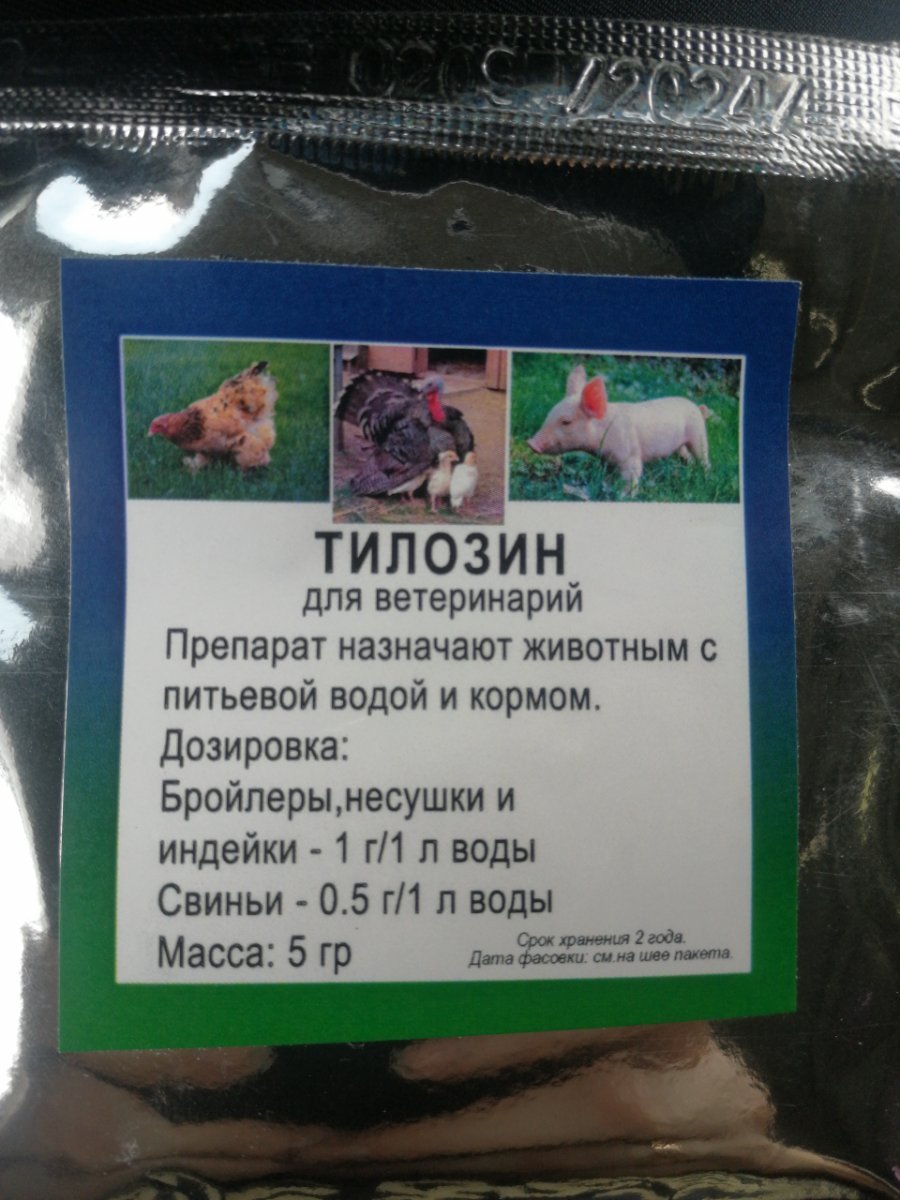 ТИЛОЗИН
для ветеринарий
Препарат назначают животным с
питьевой водой и кормом.
Дозировка:
Бройлеры,несушки и
индейки - 1 г/1 л воды
Свиньи - 0.5 г/1 л воды
Масса: 5 гр
Срок хранения 2 года.
Дата фасовки: см.на шве пакета.